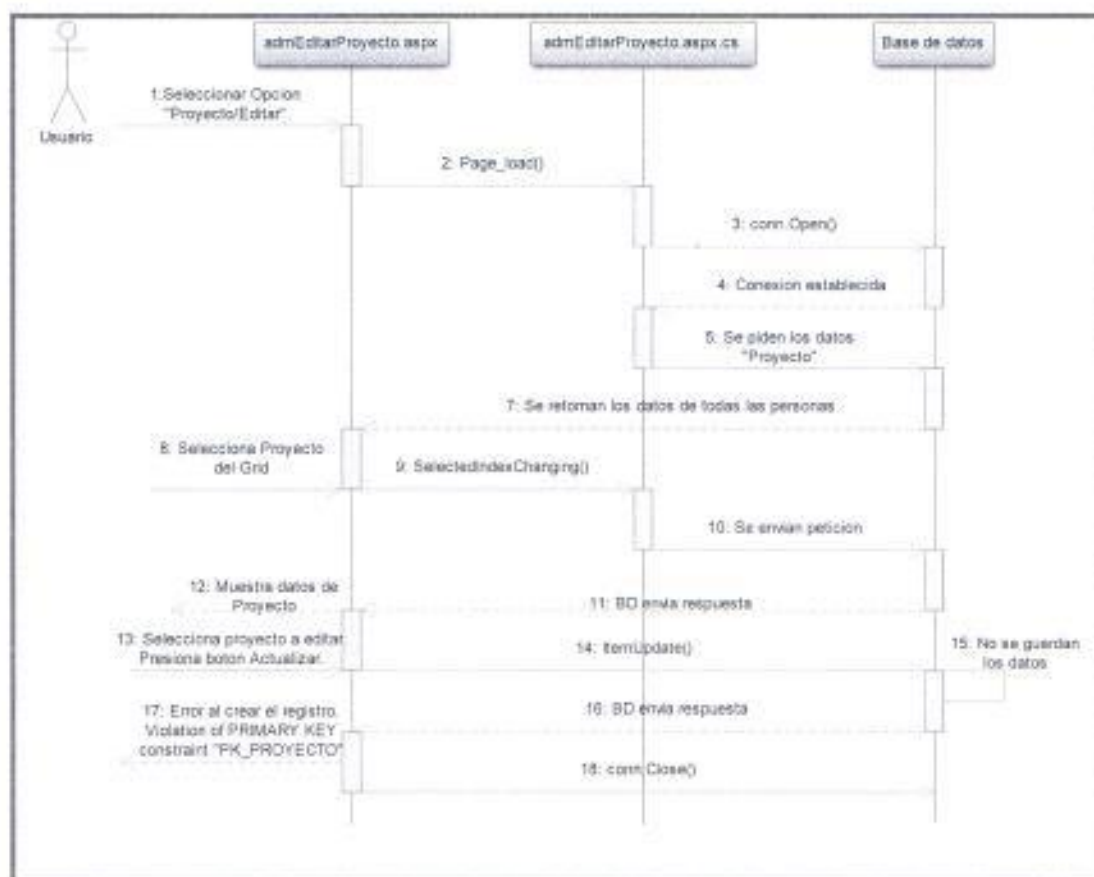 admEditarProyecto.aspx
admEditarProyecto.aspx.cs
Base de datos
Usuario
1:Seleccionar Opcion
"Proyecto/Editar"
2: Page_load()
3: conn.Open()
4: Conexion establecida
5: Se piden los datos
"Proyecto"
7: Se retornan los datos de todas las personas
8: Selecciona Proyecto
del Grid
9: SelectedIndexChanging()
10: Se envian peticion
11: BD envia respuesta
12: Muestra datos de
Proyecto
13: Selecciona proyecto a editar
Presiona boton Actualizar.
14: ItemUpdate()
15: No se guardan
los datos
16: BD envia respuesta
17: Error al crear el registro.
Violation of PRIMARY KEY
constraint "PK_PROYECTO"
18: conn.Close()